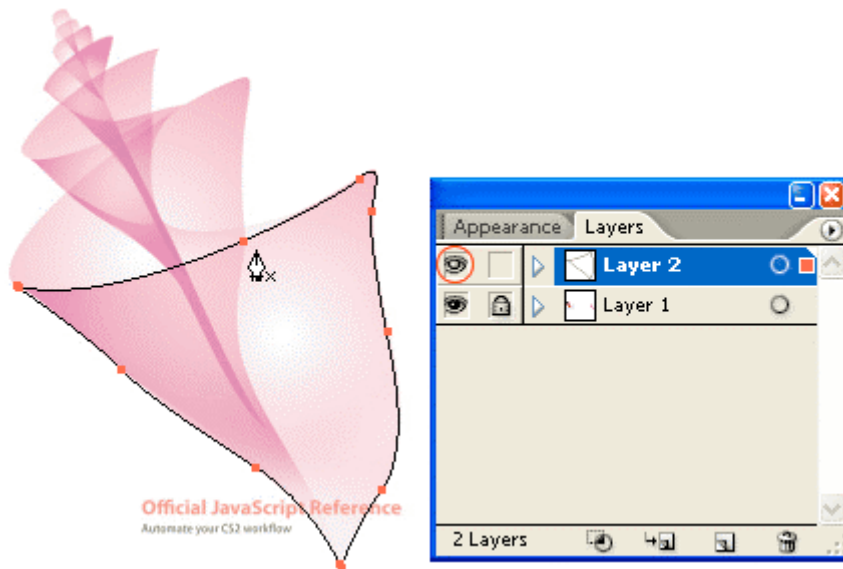 Appearance Layers
Layer 2
Layer 1
Official JavaScript Reference
Automate your CS2 workflow
2 Layers